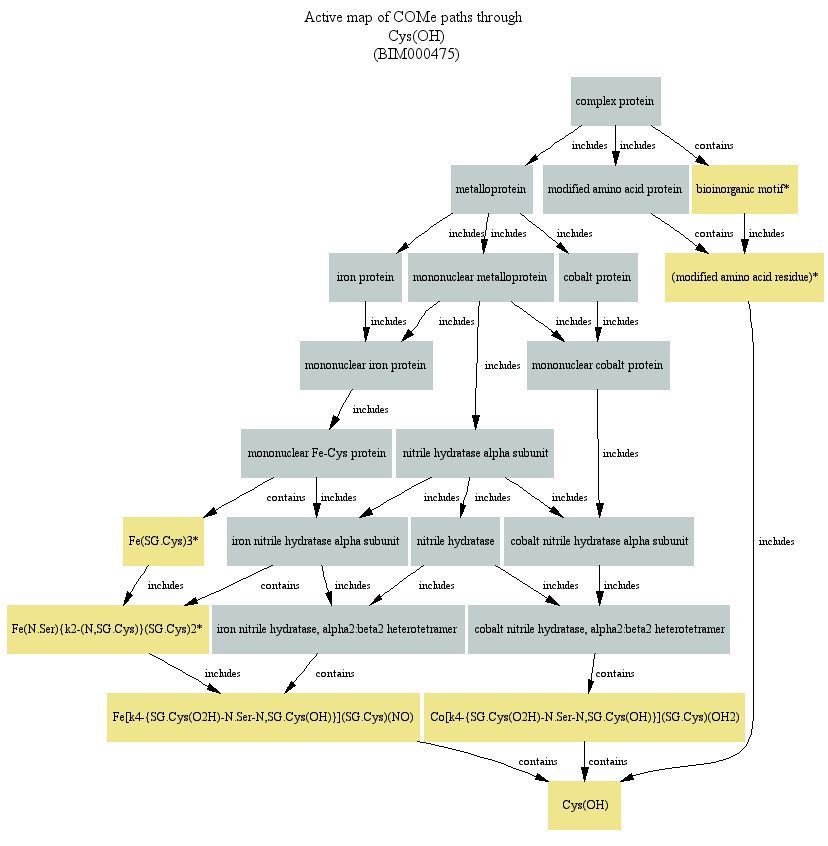 Active map of COMe paths through
Cys(OH)
(BIM000475)
complex protein
includes
includes
contains
metalloprotein
modified amino acid protein
bioinorganic motif*
includes
includes
includes
contains
includes
iron protein
mononuclear metalloprotein
cobalt protein
(modified amino acid residue)*
includes
includes
includes
includes
mononuclear iron protein
includes
mononuclear cobalt protein
includes
mononuclear Fe-Cys protein
nitrile hydratase alpha subunit
includes
contains
includes
includes
includes
includes
Fe(SG.Cys)3*
iron nitrile hydratase alpha subunit
nitrile hydratase
cobalt nitrile hydratase alpha subunit
includes
includes
contains
includes
includes
includes
includes
Fe(N.Ser){k2-(N,SG.Cys)}(SG.Cys)2*
iron nitrile hydratase, alpha2:beta2 heterotetramer
cobalt nitrile hydratase, alpha2:beta2 heterotetramer
includes
contains
contains
Fe[k4-{SG.Cys(O2H)-N.Ser-N,SG.Cys(OH)}](SG.Cys)(NO)
Co[k4-{SG.Cys(O2H)-N.Ser-N,SG.Cys(OH)}](SG.Cys)(OH2)
contains
contains
Cys(OH)